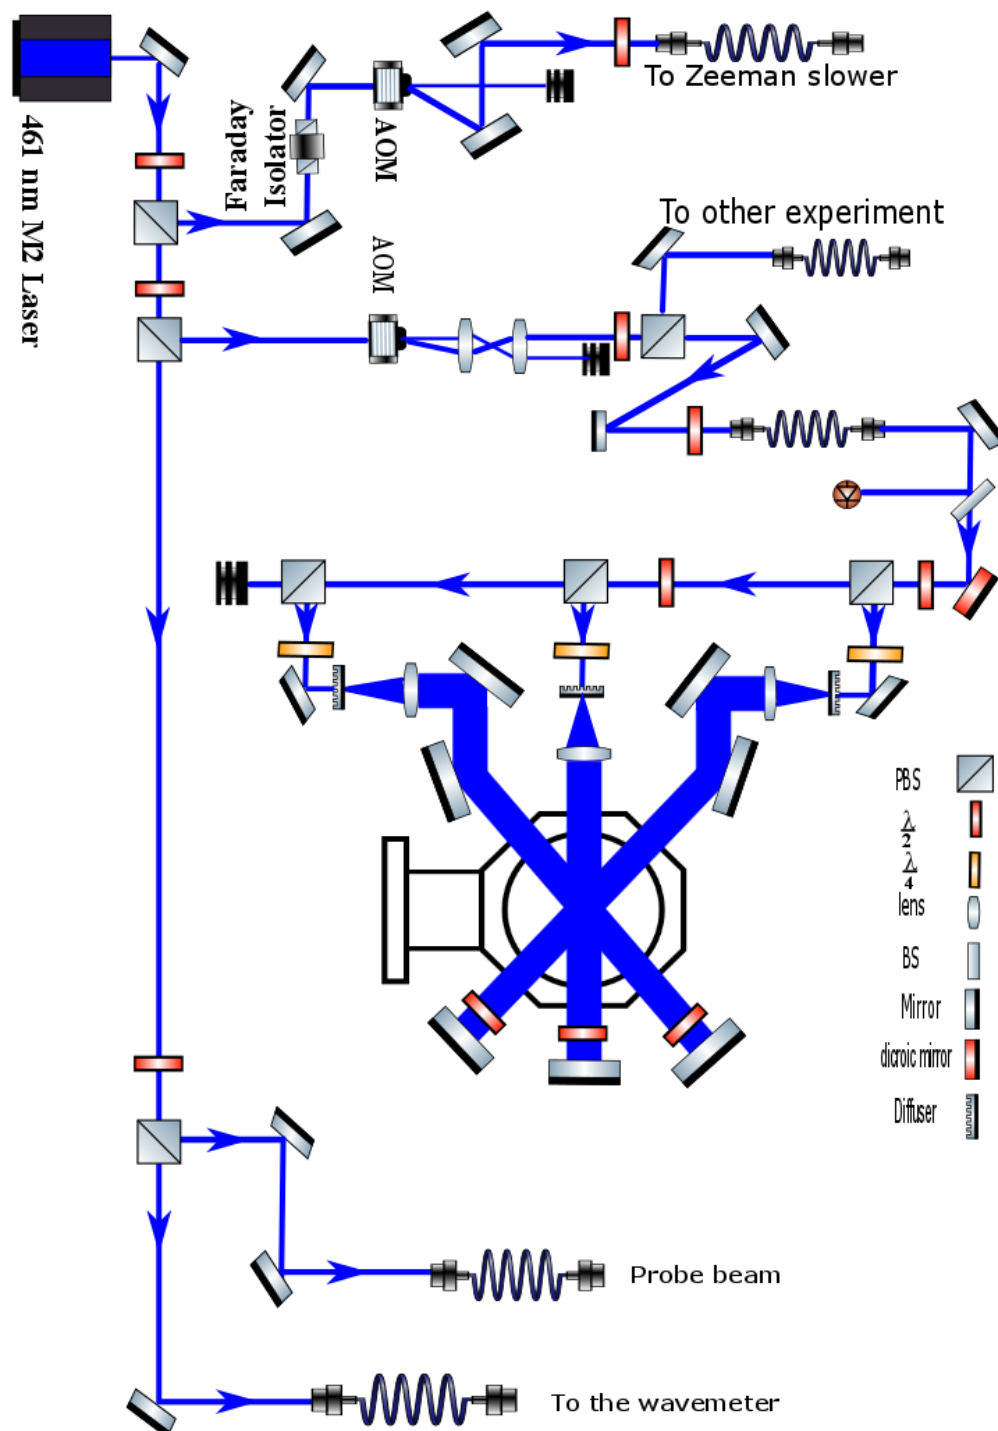 461 nm M2 Laser
Faraday
Isolator
AOM
To Zeeman slower
AOM
To other experiment
PBS
λ
2
λ
4
lens
BS
Mirror
dicroic mirror
Diffuser
Probe beam
To the wavemeter